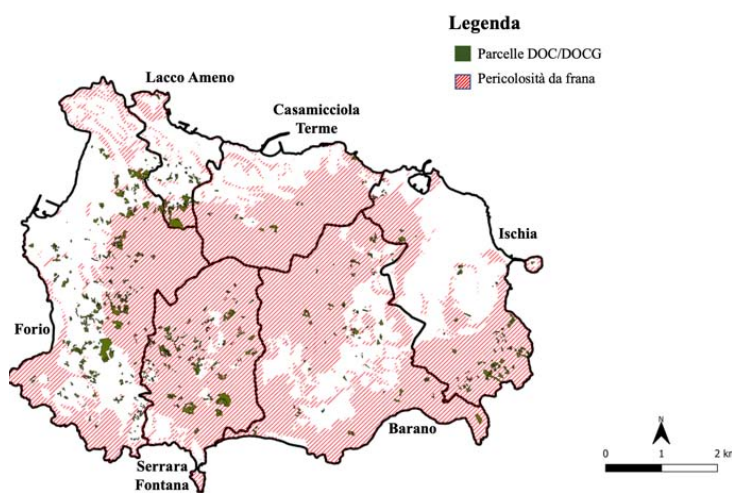 Legenda
Parcelle DOC/DOCG
Pericolosità da frana
Lacco Ameno
Casamicciola
Terme
Ischia
Forio
Barano
Serrara
Fontana
N
0 1 2 km